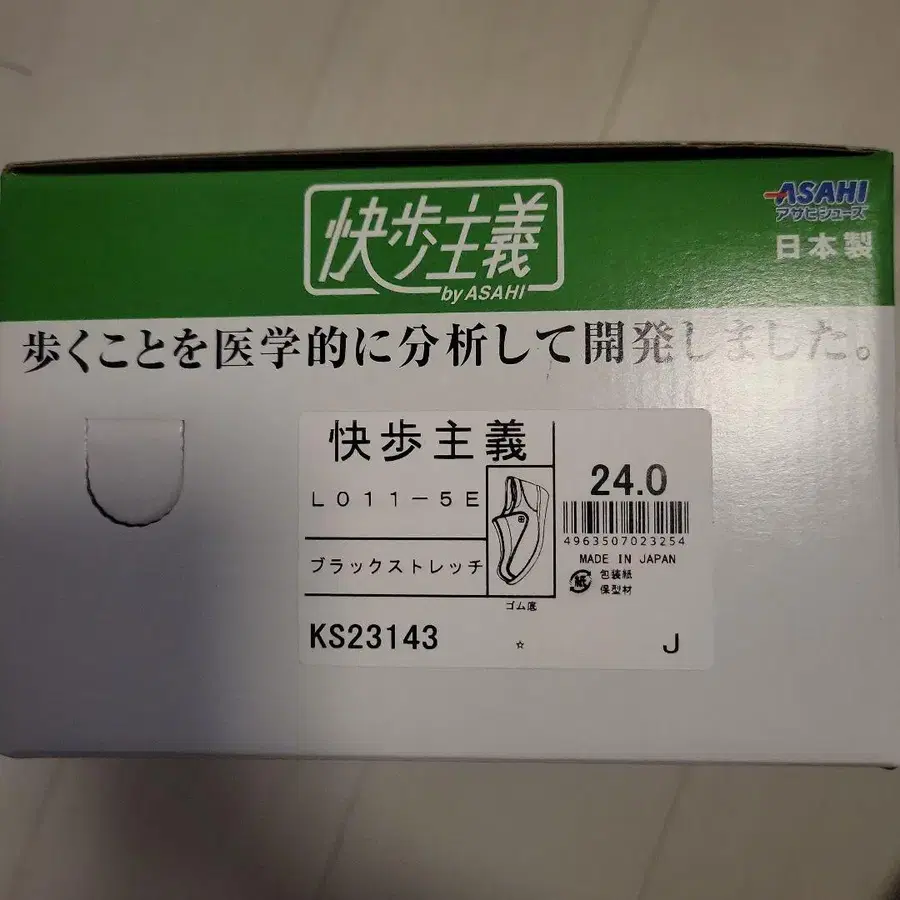 快歩主義
by ASAHI
ASAHI
アサヒシューズ
日本製
歩くことを医学的に分析して開発しました。
快歩主義
L011-5E
ブラックストレッチ
ゴム底
KS23143
☆
24.0
4963507023254
MADE IN JAPAN
紙
包装紙
保型材
J